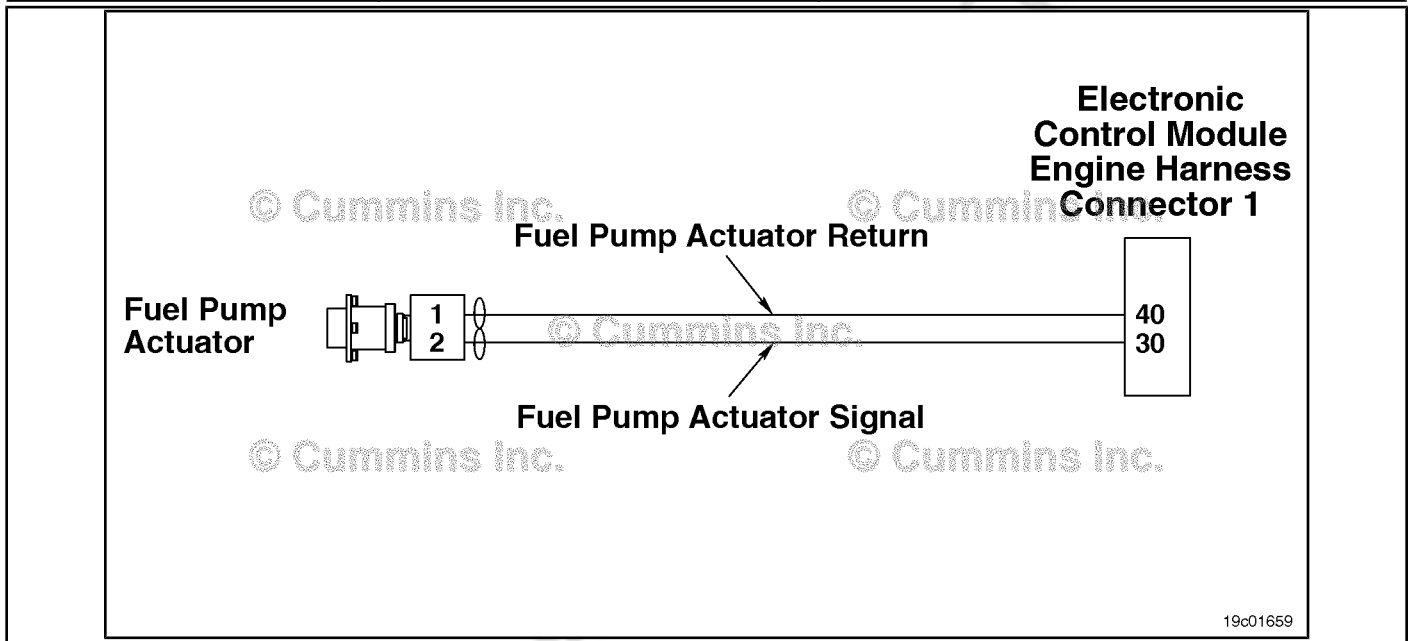 Electronic
Control Module
Engine Harness
Connector 1
© Cummins Inc.
© Cummins Inc.
Fuel Pump Actuator Return
Fuel Pump
Actuator
1
2
© Cummins Inc.
40
30
Fuel Pump Actuator Signal
© Cummins Inc.
© Cummins Inc.
19c01659